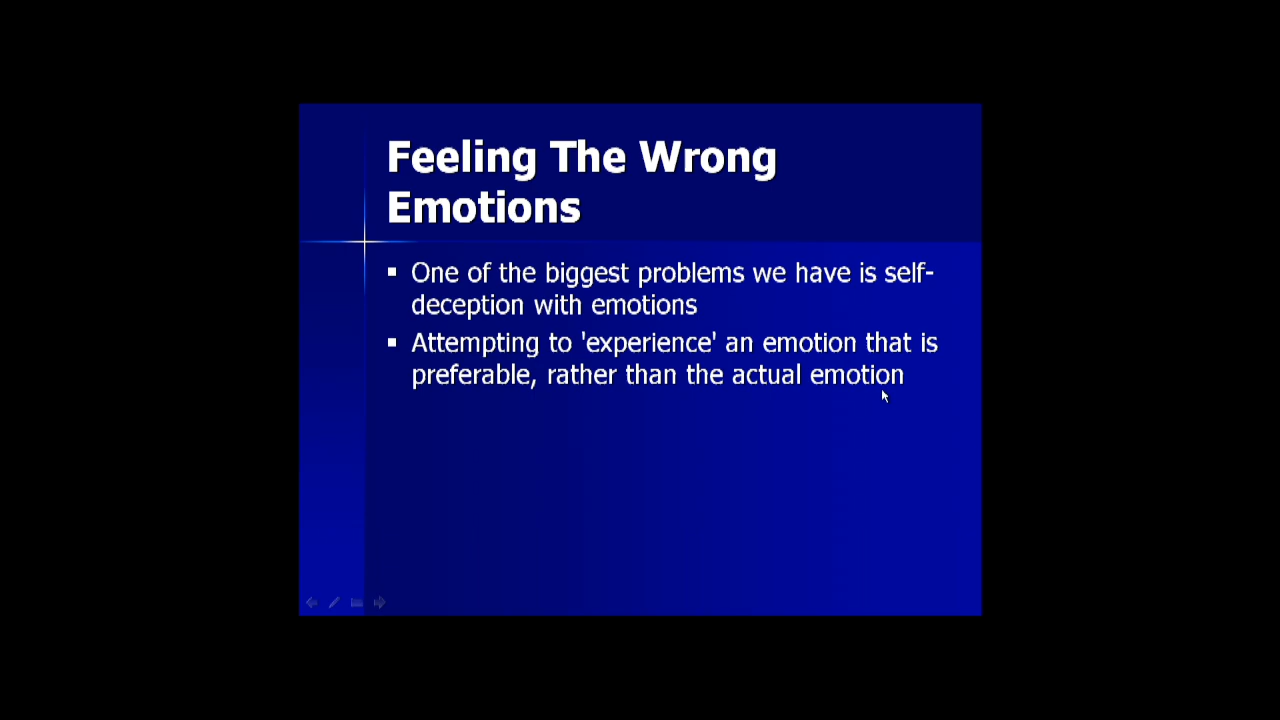 Feeling The Wrong
Emotions
▪ One of the biggest problems we have is self-
deception with emotions
▪ Attempting to 'experience' an emotion that is
preferable, rather than the actual emotion